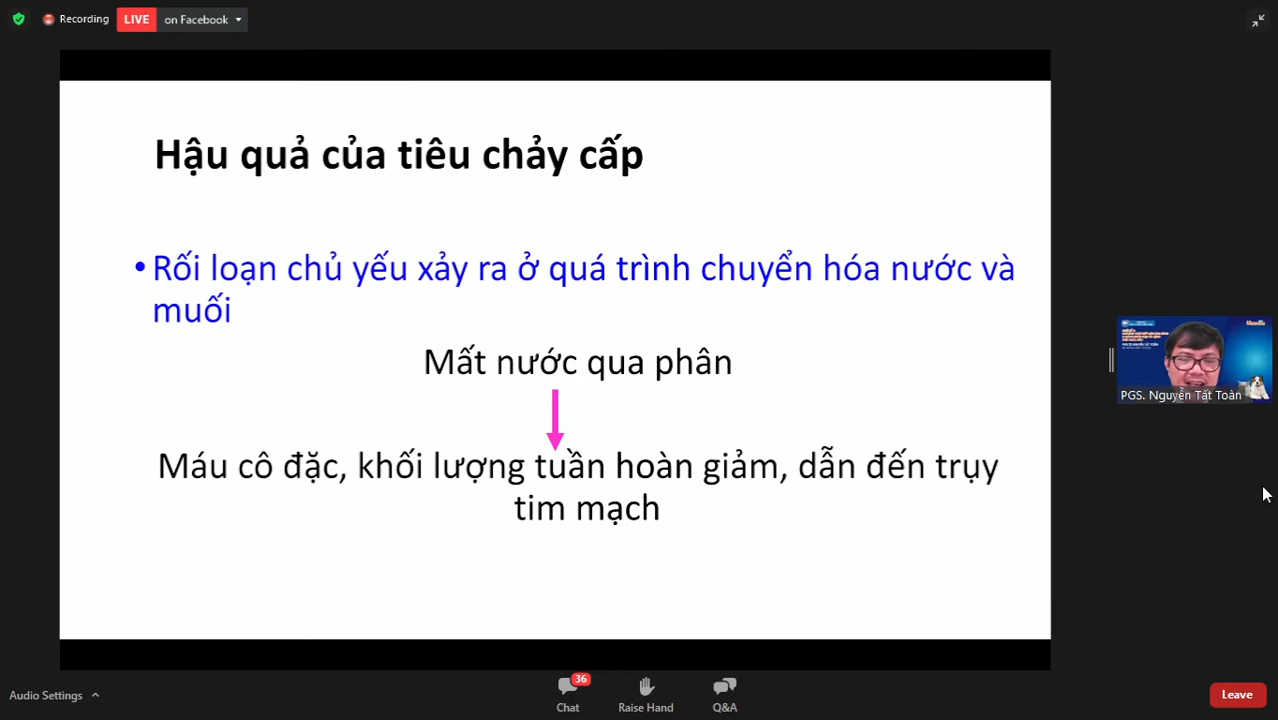 Recording
LIVE
on Facebook
Hậu quả của tiêu chảy cấp
• Rối loạn chủ yếu xảy ra ở quá trình chuyển hóa nước và
muối
Mất nước qua phân
Máu cô đặc, khối lượng tuần hoàn giảm, dẫn đến trụy
tim mạch
PGS. Nguyễn Tất Toàn
Audio Settings
36
Chat
Raise Hand
Q&A
Leave